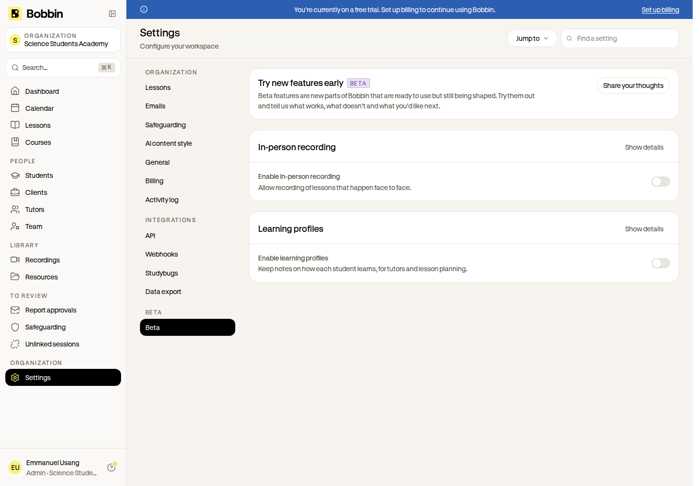 Bobbin
ORGANIZATION
S
Science Students Academy
Search...
⌘ K
Dashboard
Calendar
Lessons
Courses
PEOPLE
Students
Clients
Tutors
Team
LIBRARY
Recordings
Resources
TO REVIEW
Report approvals
Safeguarding
Unlinked sessions
ORGANIZATION
Settings
EU
Emmanuel Usang
Admin · Science Stude...
You're currently on a free trial. Set up billing to continue using Bobbin.
Set up billing
Settings
Configure your workspace
Jump to
Find a setting
ORGANIZATION
Lessons
Emails
Safeguarding
AI content style
General
Billing
Activity log
INTEGRATIONS
API
Webhooks
Studybugs
Data export
BETA
Beta
Try new features early BETA
Beta features are new parts of Bobbin that are ready to use but still being shaped. Try them out
and tell us what works, what doesn't and what you'd like next.
Share your thoughts
In-person recording
Show details
Enable in-person recording
Allow recording of lessons that happen face to face.
Learning profiles
Show details
Enable learning profiles
Keep notes on how each student learns, for tutors and lesson planning.